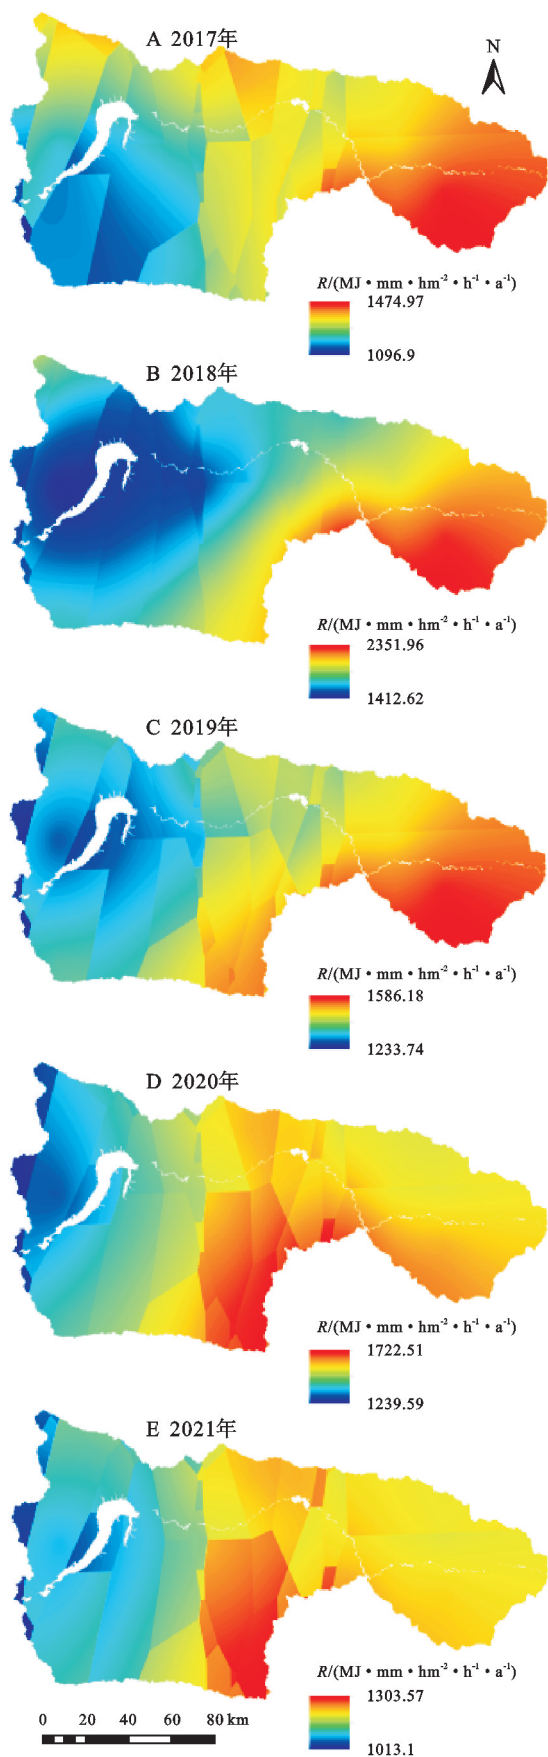 A 2017年
N
R/(MJ • mm • hm⁻² • h⁻¹ • a⁻¹)
1474.97
1096.9
B 2018年
R/(MJ • mm • hm⁻² • h⁻¹ • a⁻¹)
2351.96
1412.62
C 2019年
R/(MJ • mm • hm⁻² • h⁻¹ • a⁻¹)
1586.18
1233.74
D 2020年
R/(MJ • mm • hm⁻² • h⁻¹ • a⁻¹)
1722.51
1239.59
E 2021年
R/(MJ • mm • hm⁻² • h⁻¹ • a⁻¹)
1303.57
1013.1
0 20 40 60 80 km